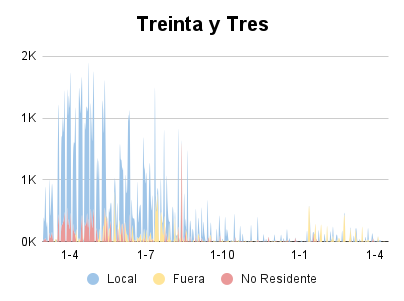 Treinta y Tres
2K
1K
1K
0K
1-4
1-7
1-10
1-1
1-4
Local
Fuera
No Residente